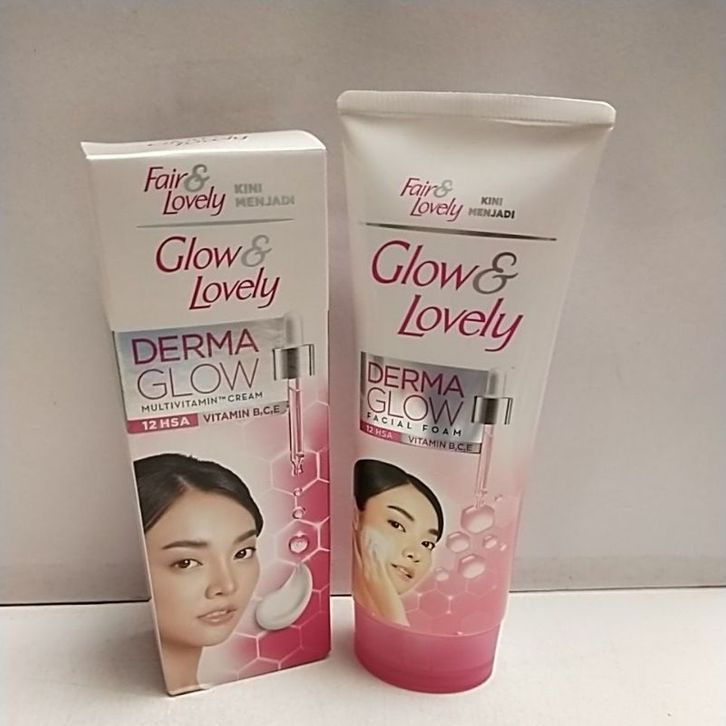 Fair &
Lovely
KINI
MENJADI
Glow &
Lovely
DERMA
GLOW
MULTIVITAMIN™ CREAM
12 HSA VITAMIN B,C,E
Fair &
Lovely
KINI
MENJADI
Glow &
Lovely
DERMA
GLOW
FACIAL FOAM
12 HSA VITAMIN B,C,E